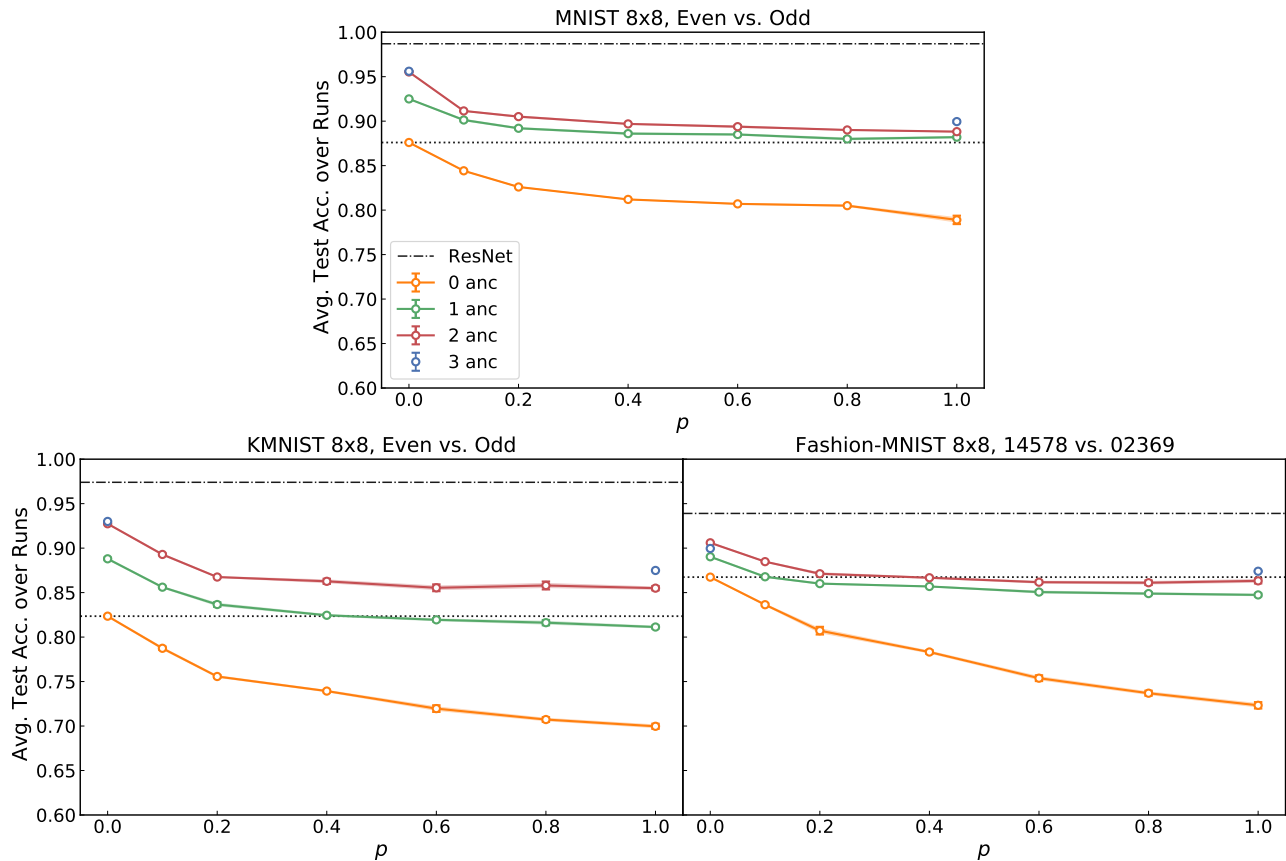 MNIST 8x8, Even vs. Odd
Avg. Test Acc. over Runs
1.00
0.95
0.90
0.85
0.80
0.75
0.70
0.65
0.60
ResNet
0 anc
1 anc
2 anc
3 anc
0.0 0.2 0.4 0.6 0.8 1.0
p
KMNIST 8x8, Even vs. Odd
Avg. Test Acc. over Runs
1.00
0.95
0.90
0.85
0.80
0.75
0.70
0.65
0.60
0.0 0.2 0.4 0.6 0.8 1.0
p
Fashion-MNIST 8x8, 14578 vs. 02369
0.0 0.2 0.4 0.6 0.8 1.0
p